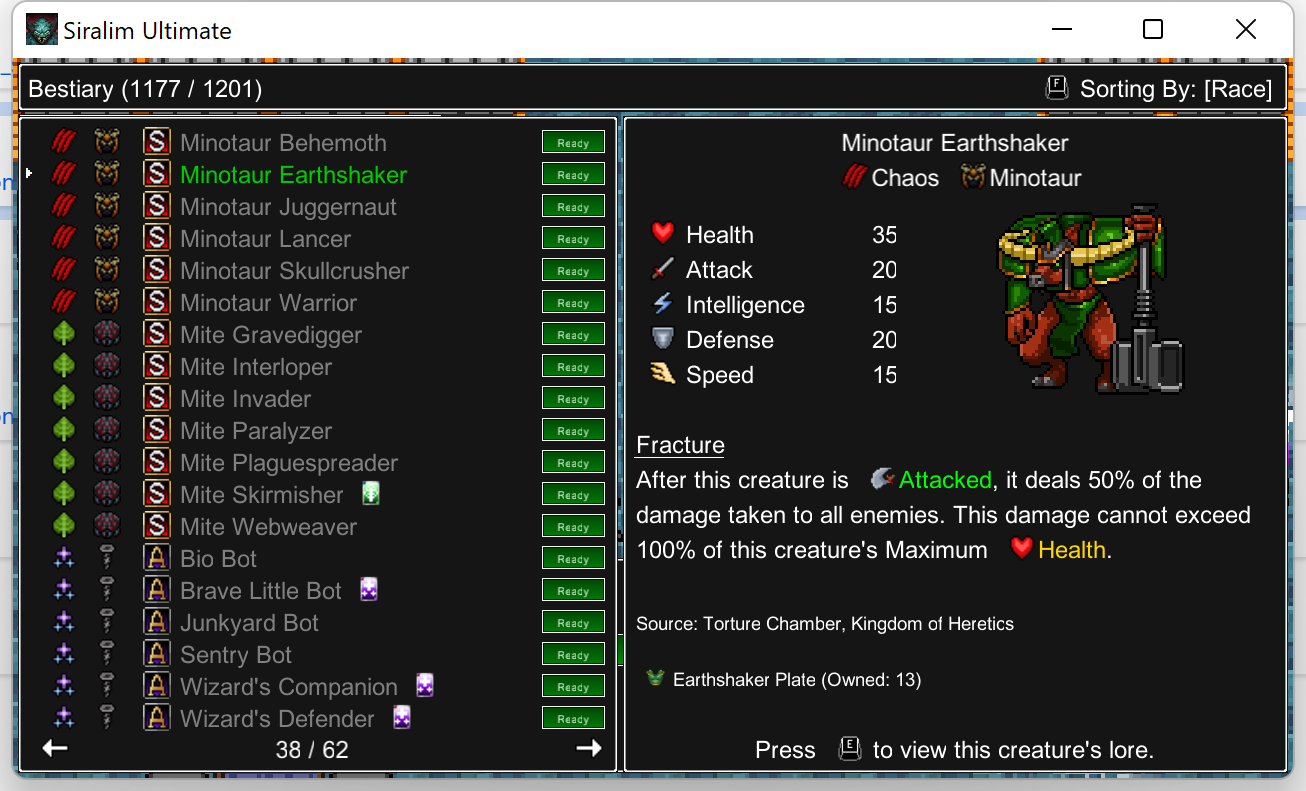 Siralim Ultimate
Bestiary (1177 / 1201)
F Sorting By: [Race]
S Minotaur Behemoth Ready
S Minotaur Earthshaker Ready
S Minotaur Juggernaut Ready
S Minotaur Lancer Ready
S Minotaur Skullcrusher Ready
S Minotaur Warrior Ready
S Mite Gravedigger Ready
S Mite Interloper Ready
S Mite Invader Ready
S Mite Paralyzer Ready
S Mite Plaguespreader Ready
S Mite Skirmisher Ready
S Mite Webweaver Ready
A Bio Bot Ready
A Brave Little Bot Ready
A Junkyard Bot Ready
A Sentry Bot Ready
A Wizard's Companion Ready
A Wizard's Defender Ready
38 / 62
Minotaur Earthshaker
Chaos Minotaur
Health 35
Attack 20
Intelligence 15
Defense 20
Speed 15
Fracture
After this creature is Attacked, it deals 50% of the
damage taken to all enemies. This damage cannot exceed
100% of this creature's Maximum Health.
Source: Torture Chamber, Kingdom of Heretics
Earthshaker Plate (Owned: 13)
Press E to view this creature's lore.